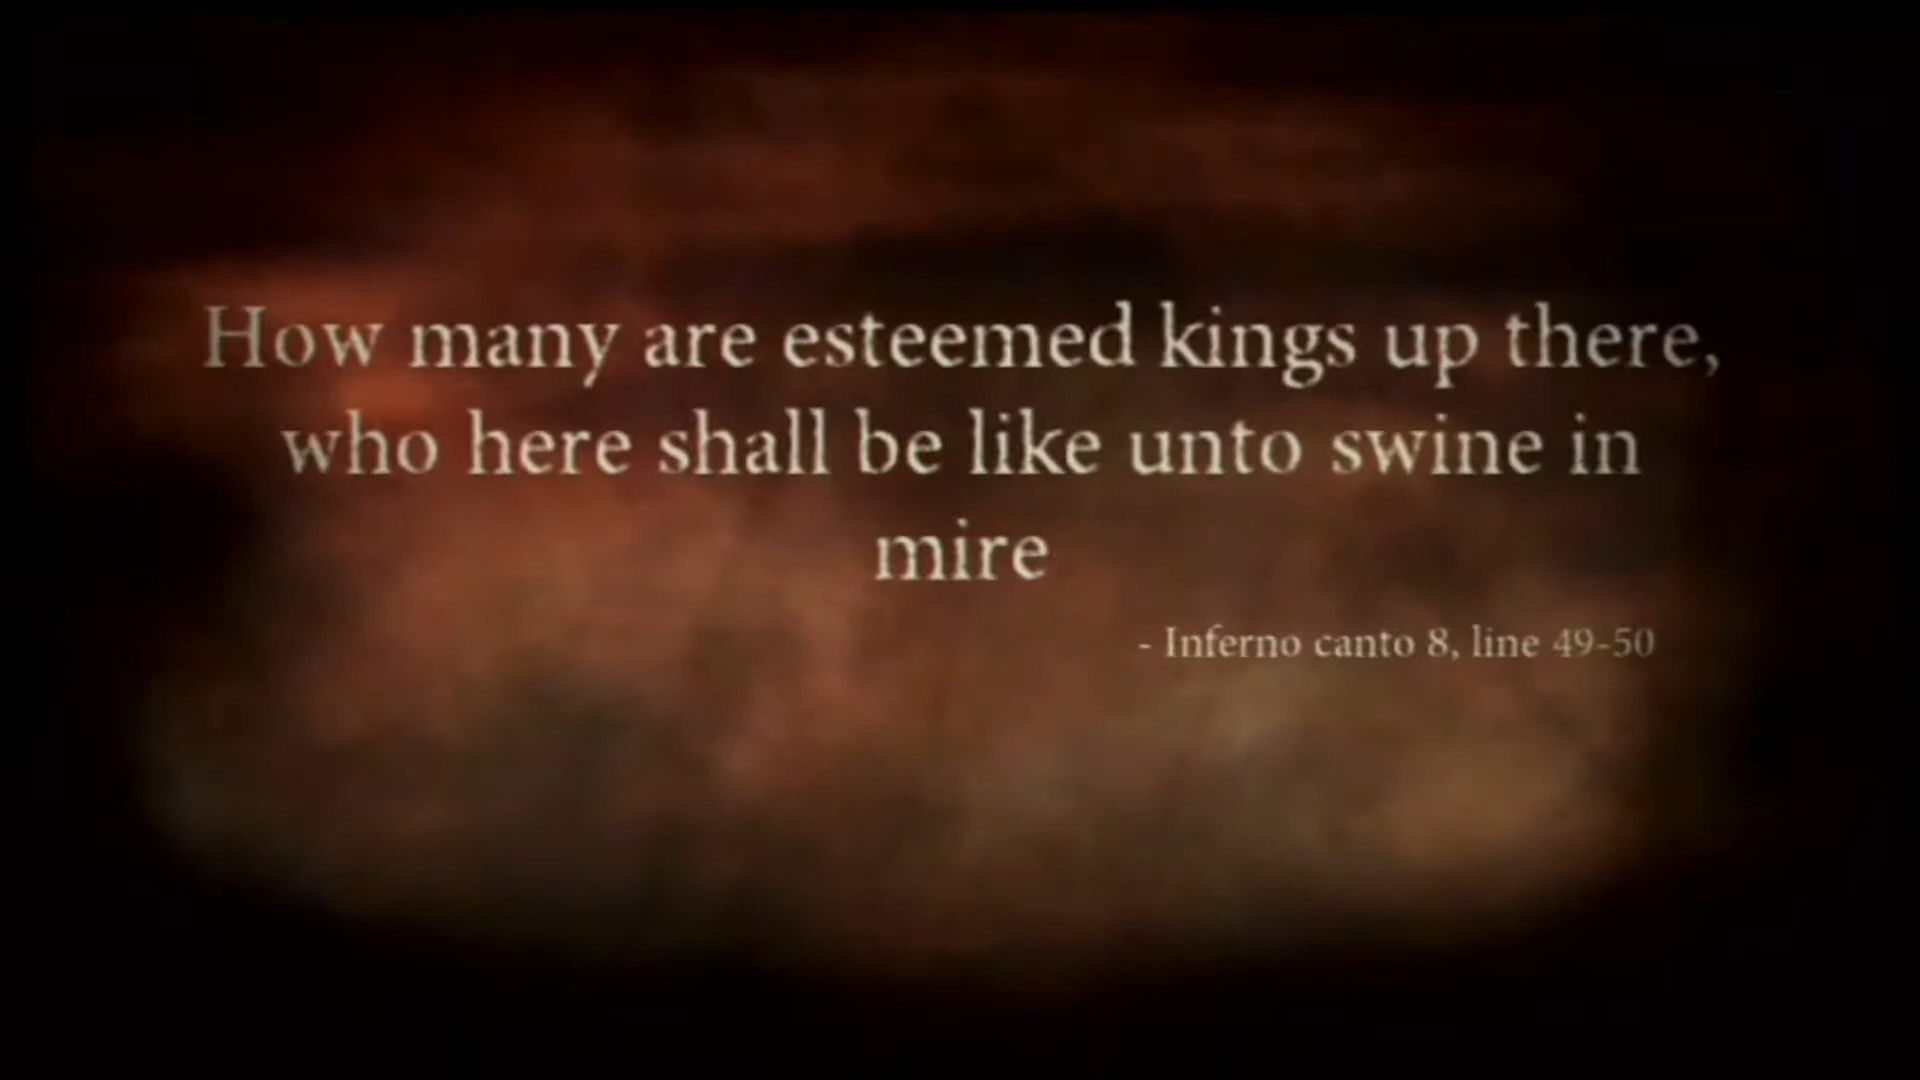 How many are esteemed kings up there,
who here shall be like unto swine in
mire
- Inferno canto 8, line 49-50